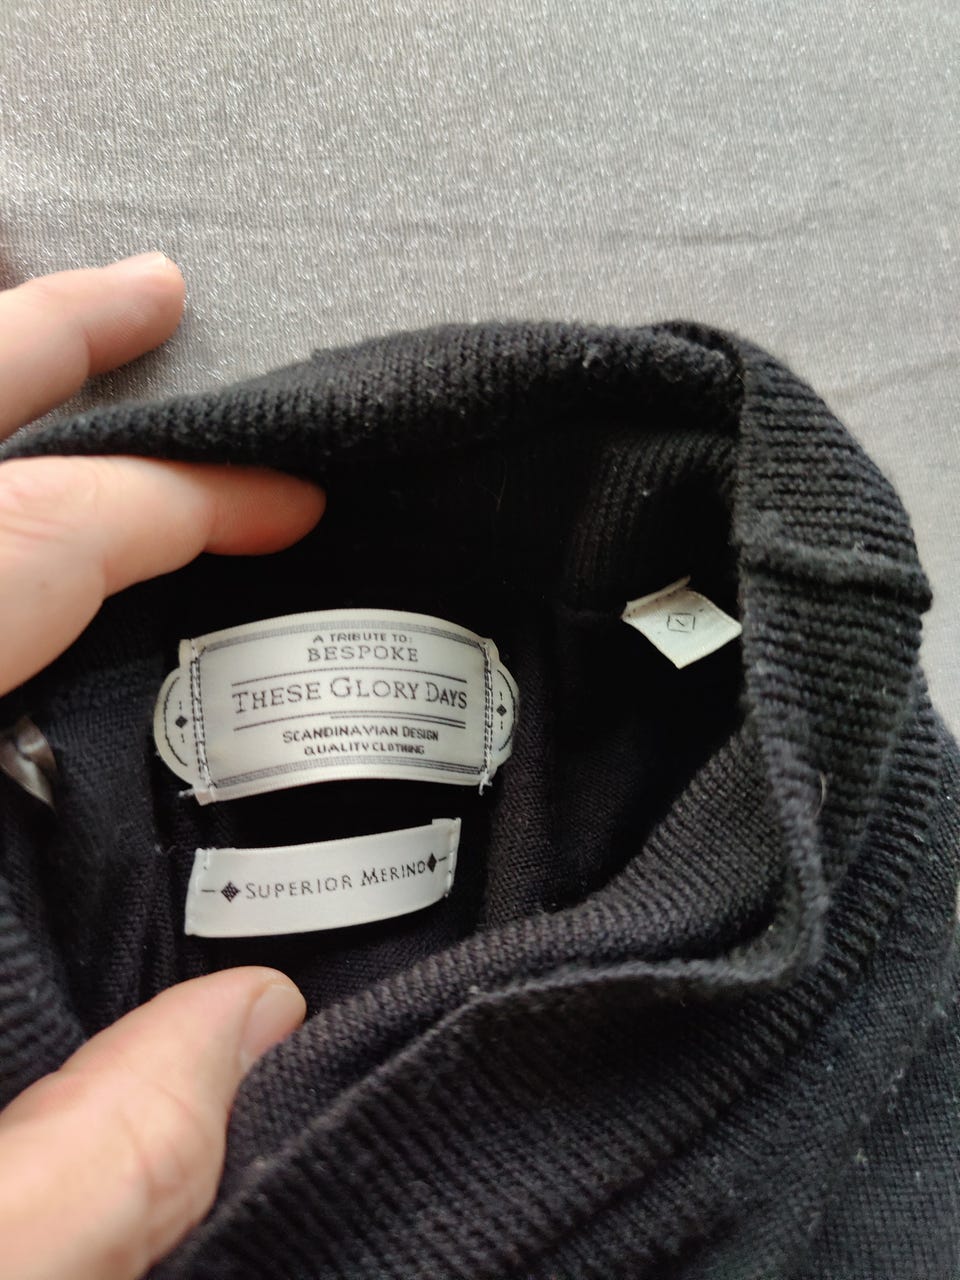 A TRIBUTE TO:
BESPOKE
THESE GLORY DAYS
SCANDINAVIAN DESIGN
QUALITY CLOTHING
SUPERIOR MERINO